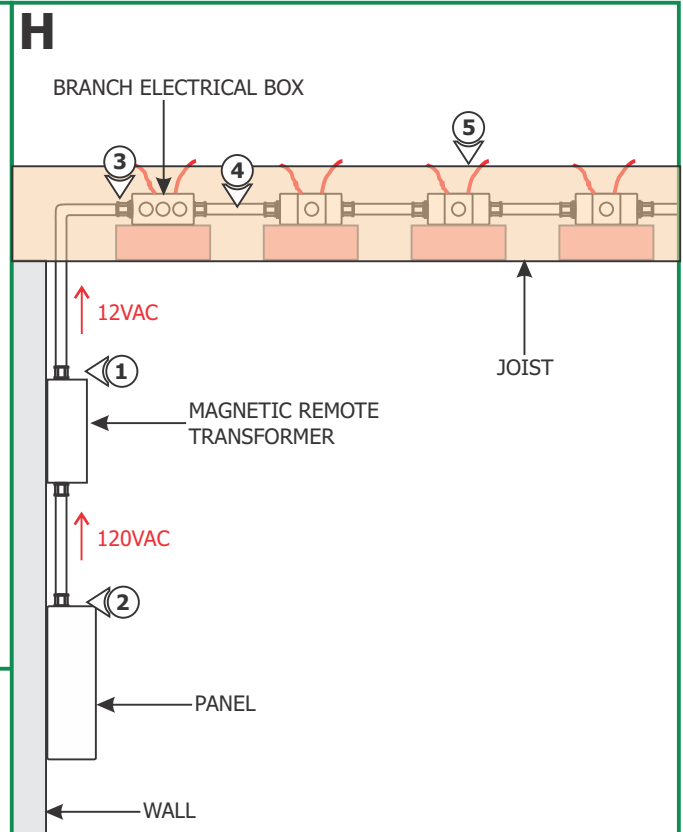 H
BRANCH ELECTRICAL BOX
3
4
5
12VAC
1
JOIST
MAGNETIC REMOTE
TRANSFORMER
120VAC
2
PANEL
WALL